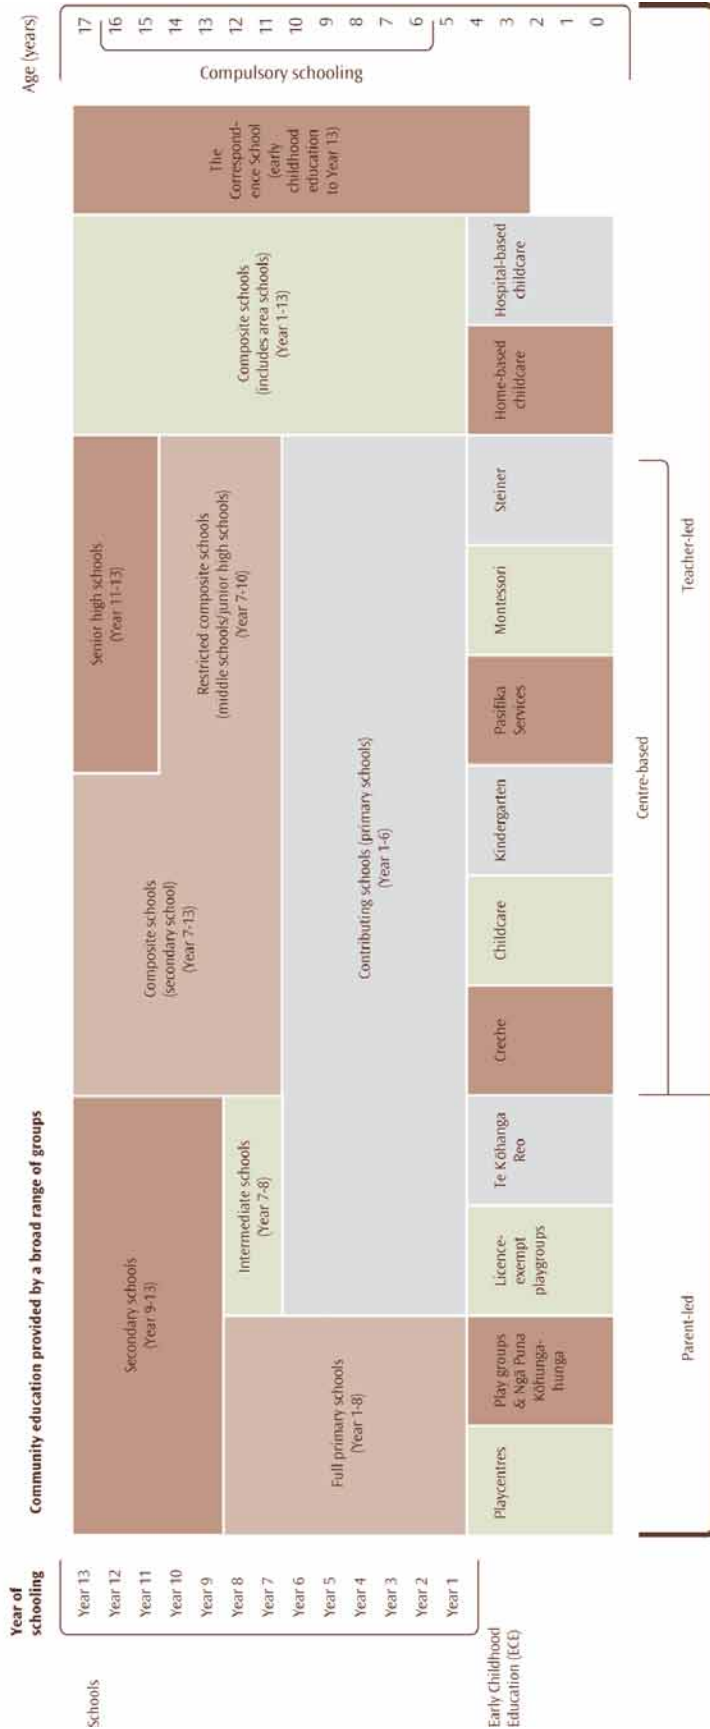 Community education provided by a broad range of groups
Year of
schooling
Age (years)
Schools
Year 13
Year 12
Year 11
Year 10
Year 9
Year 8
Year 7
Year 6
Year 5
Year 4
Year 3
Year 2
Year 1
Early Childhood
Education (ECE)
Secondary schools
(Year 9-13)
Composite schools
(secondary school)
(Year 7-13)
Senior high schools
(Year 11-13)
Restricted composite schools
(middle schools/junior high schools)
(Year 7-10)
Composite schools
(includes area schools)
(Year 1-13)
The
Correspond-
ence School
(early
childhood
education
to Year 13)
Intermediate schools
(Year 7-8)
Full primary schools
(Year 1-8)
Contributing schools (primary schools)
(Year 1-6)
Playcentres
Play groups
& Ngā Puna
Kōhunga-
hunga
Licence-
exempt
playgroups
Te Kōhanga
Reo
Creche
Childcare
Kindergarten
Pasifika
Services
Montessori
Steiner
Home-based
childcare
Hospital-based
childcare
17
16
15
14
13
12
11
10
9
8
7
6
5
4
3
2
1
0
Compulsory schooling
Centre-based
Parent-led
Teacher-led